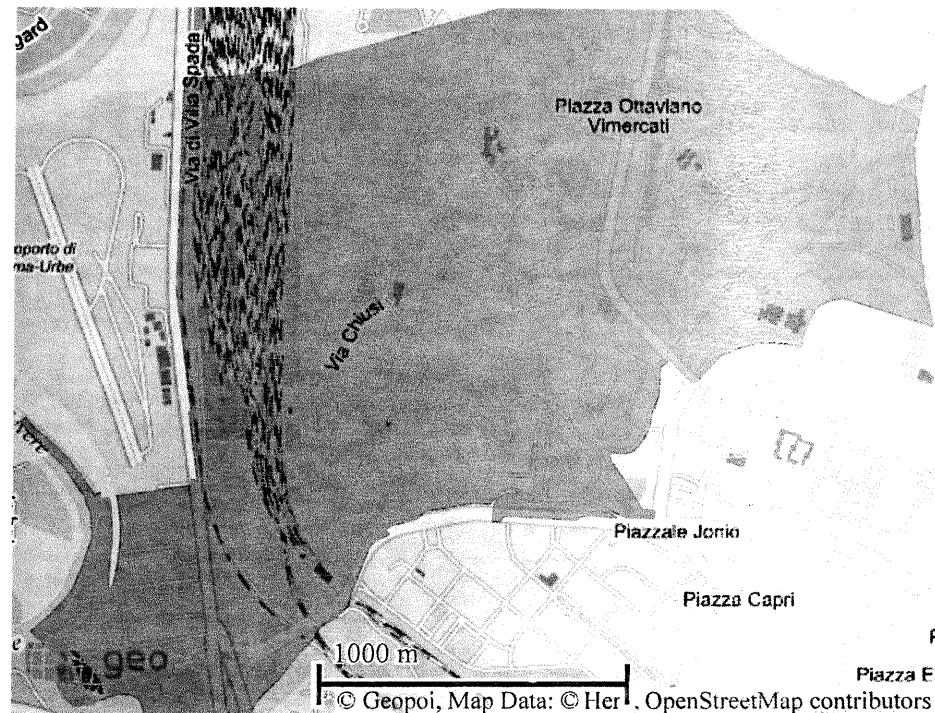 Via di Villa Spada
Piazza Ottaviano
Vimercati
Via Chiusi
Piazzale Jonio
Piazza Capri
Piazza E
geo
1000 m
© Geopoi, Map Data: © Her , OpenStreetMap contributors